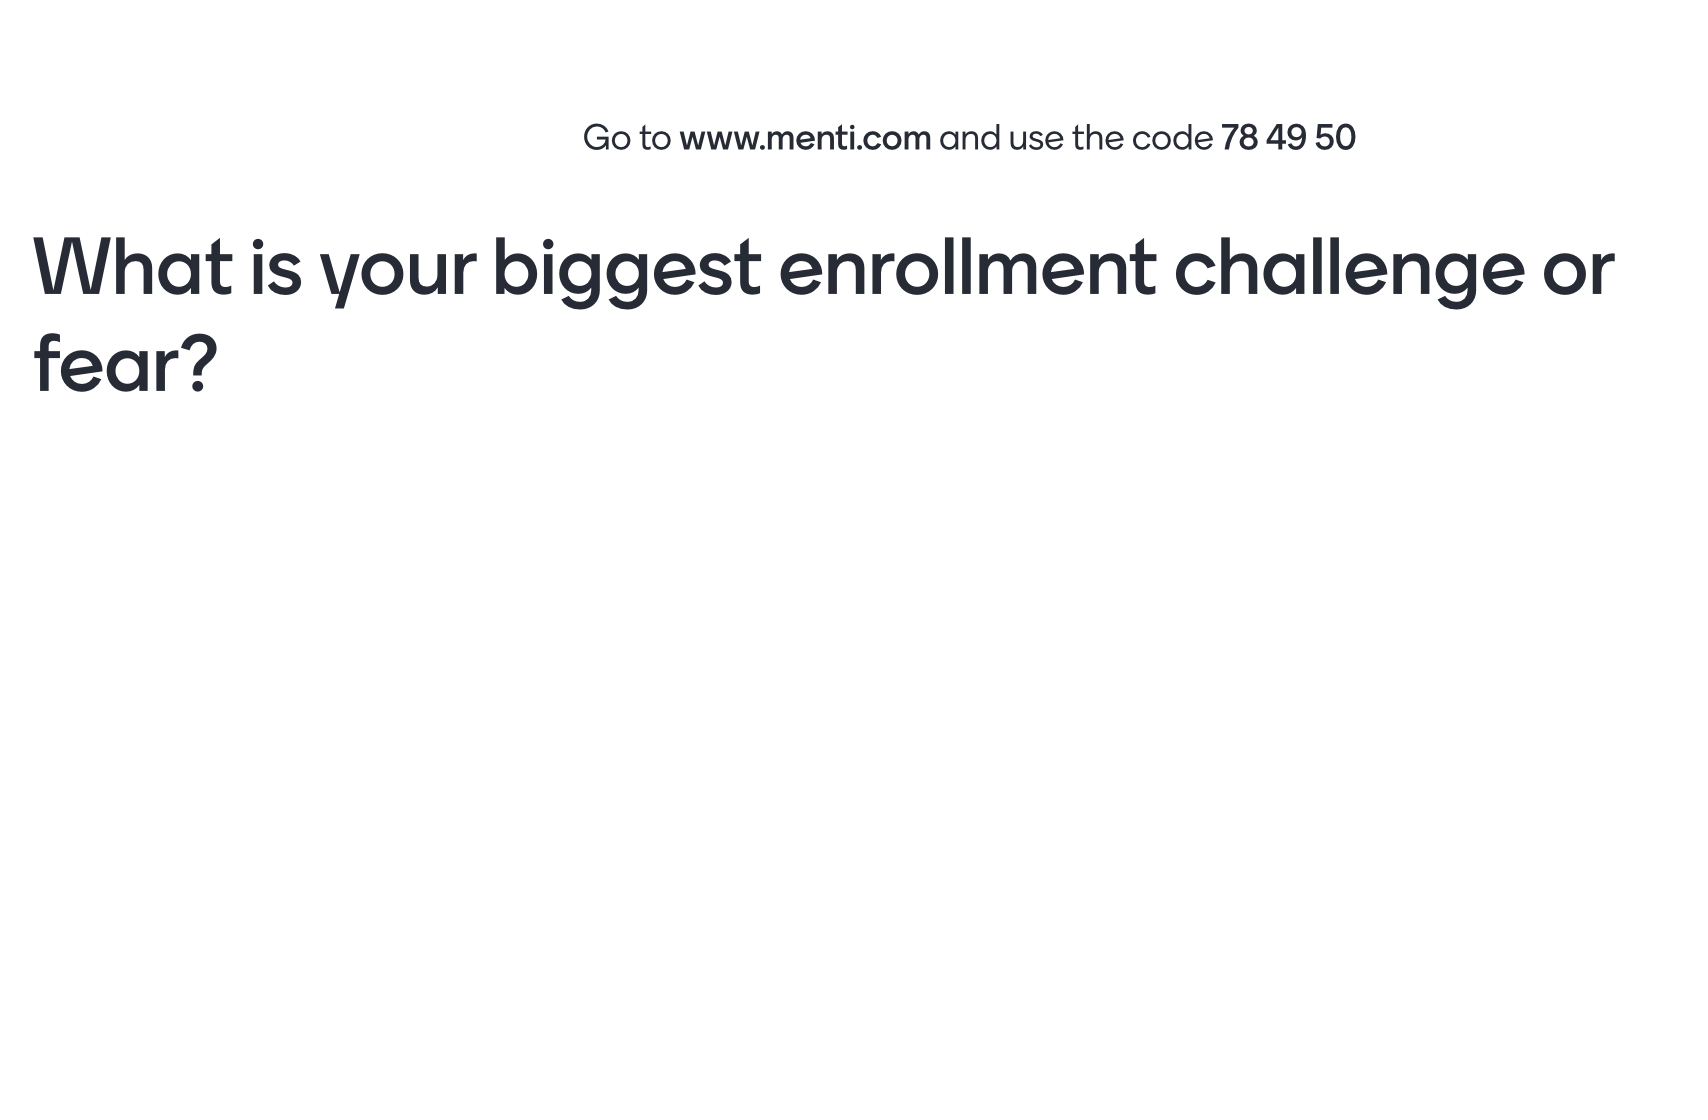 Go to www.menti.com and use the code 78 49 50
What is your biggest enrollment challenge or
fear?